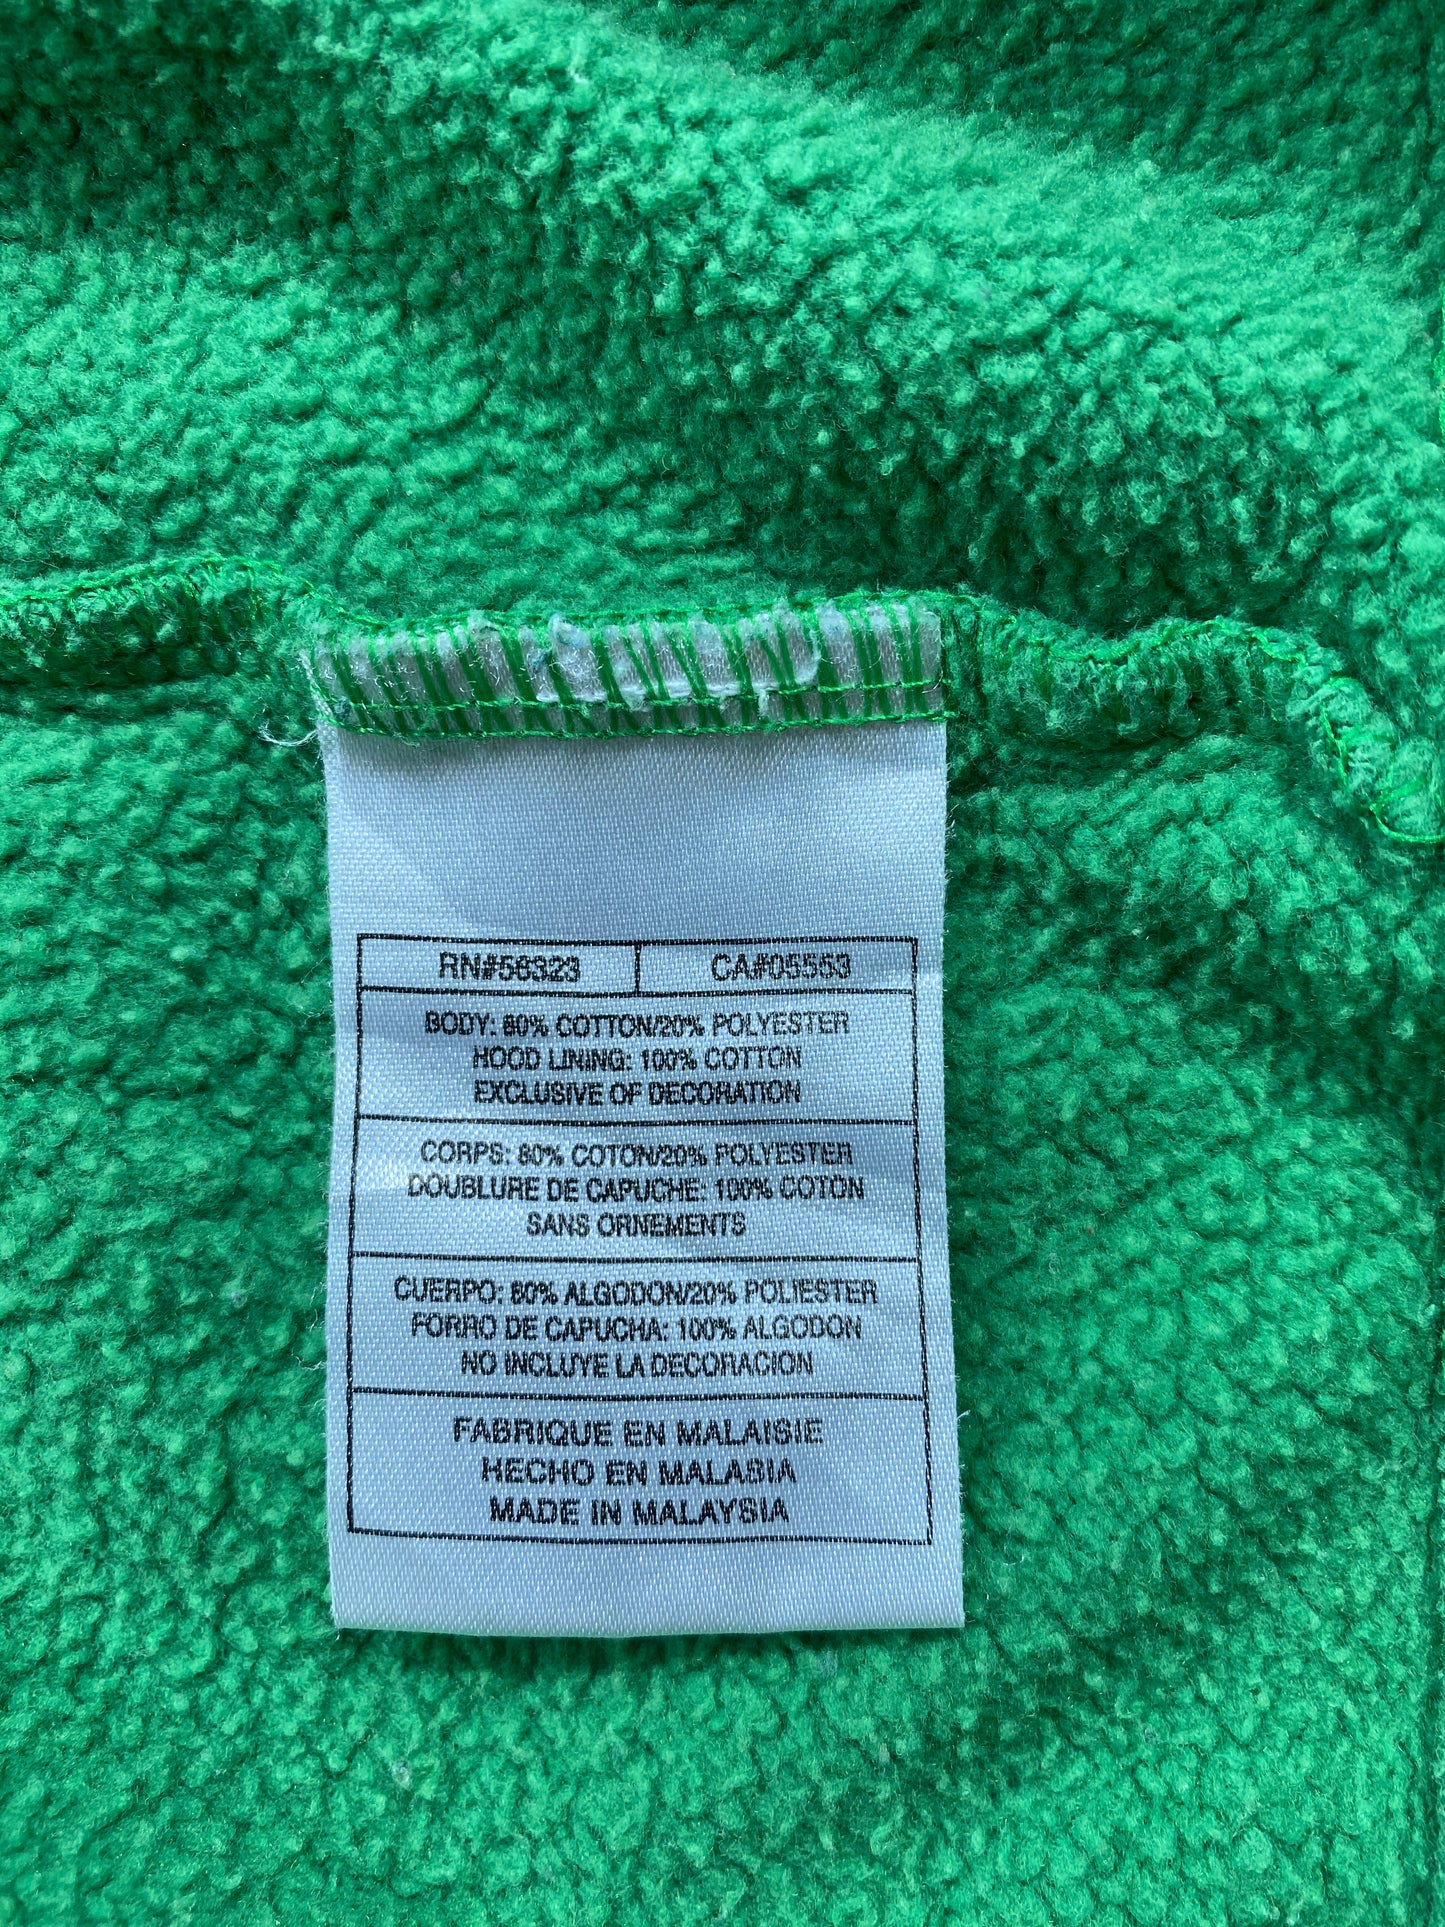 RN#56323 CA#05553
BODY: 80% COTTON/20% POLYESTER
HOOD LINING: 100% COTTON
EXCLUSIVE OF DECORATION
CORPS: 80% COTON/20% POLYESTER
DOUBLURE DE CAPUCHE: 100% COTON
SANS ORNEMENTS
CUERPO: 80% ALGODON/20% POLIESTER
FORRO DE CAPUCHA: 100% ALGODON
NO INCLUYE LA DECORACION
FABRIQUE EN MALAISIE
HECHO EN MALASIA
MADE IN MALAYSIA